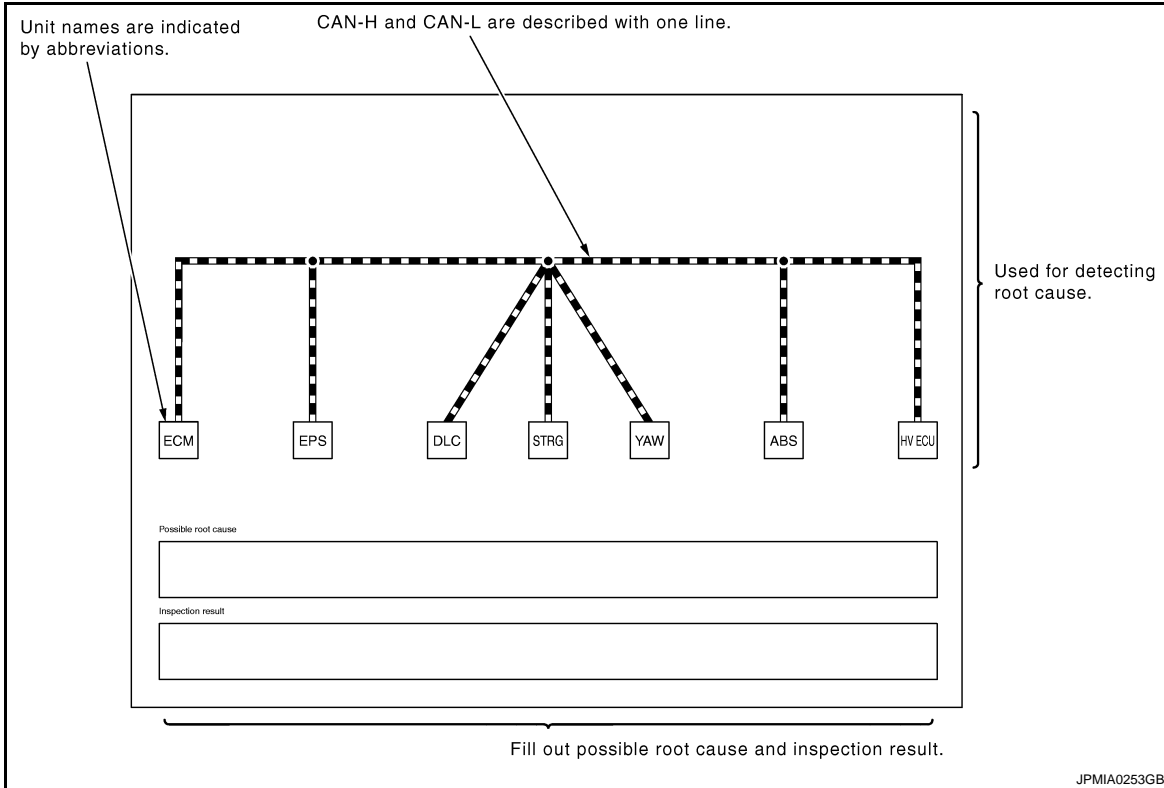 Unit names are indicated
by abbreviations.
CAN-H and CAN-L are described with one line.
Used for detecting
root cause.
ECM
EPS
DLC
STRG
YAW
ABS
HV ECU
Possible root cause
Inspection result
Fill out possible root cause and inspection result.
JPMIA0253GB